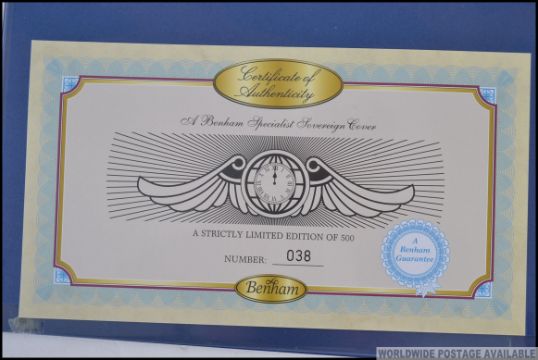 Certificate of
Authenticity
A Benham Specialist Sovereign Cover
A STRICTLY LIMITED EDITION OF 500
NUMBER: 038
A
Benham
Guarantee
Benham
WORLDWIDE POSTAGE AVAILABLE